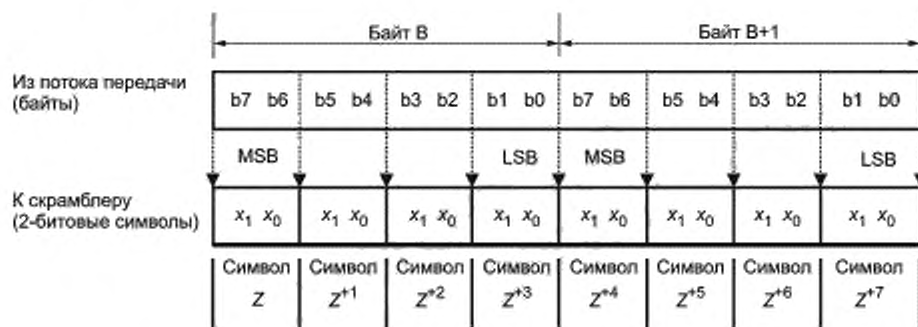 Байт B Байт B+1
Из потока передачи
(байты)
b7 b6 b5 b4 b3 b2 b1 b0 b7 b6 b5 b4 b3 b2 b1 b0
MSB LSB MSB LSB
К скрамблеру
(2-битовые символы)
x₁ x₀ x₁ x₀ x₁ x₀ x₁ x₀ x₁ x₀ x₁ x₀ x₁ x₀ x₁ x₀
Символ Символ Символ Символ Символ Символ Символ Символ
Z Z⁺¹ Z⁺² Z⁺³ Z⁺⁴ Z⁺⁵ Z⁺⁶ Z⁺⁷